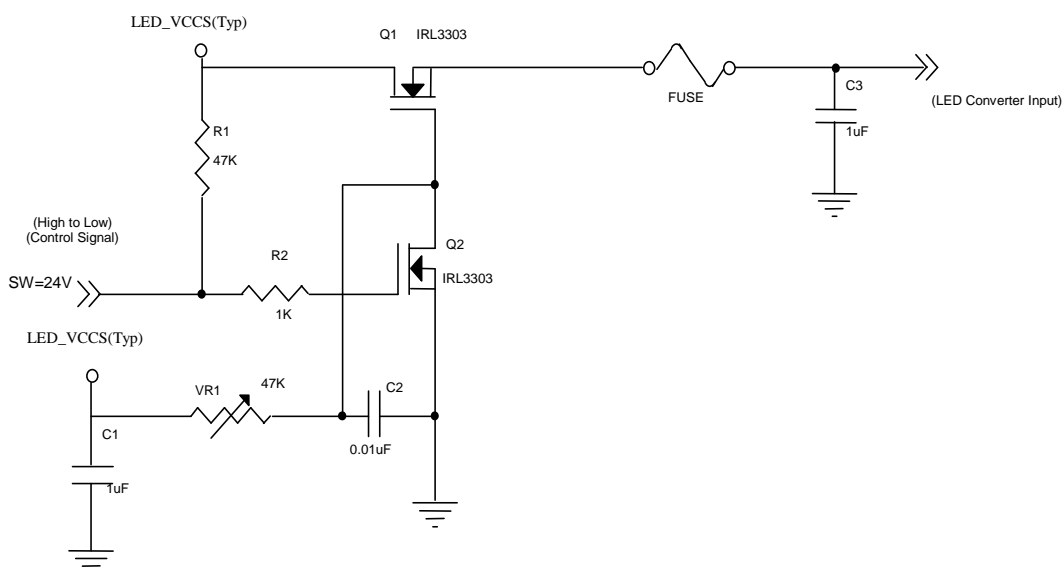 LED_VCCS(Typ)
Q1 IRL3303
R1
47K
FUSE
C3
1uF
(LED Converter Input)
(High to Low)
(Control Signal)
SW=24V
R2
1K
Q2
IRL3303
LED_VCCS(Typ)
VR1
47K
C2
0.01uF
C1
1uF